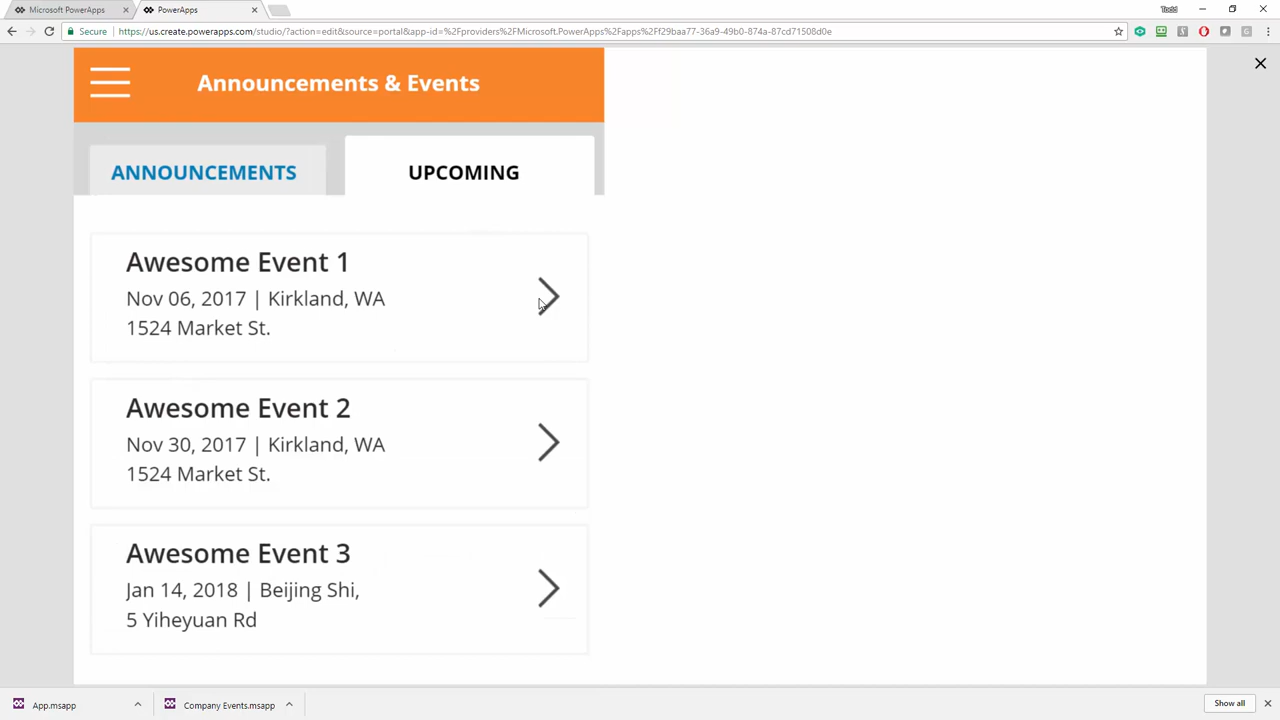 Microsoft PowerApps
PowerApps
Todd
Secure
https://us.create.powerapps.com/studio/?action=edit&source=portal&app-id=%2Fproviders%2FMicrosoft.PowerApps%2Fapps%2Ff29baa77-36a9-49b0-874a-87cd71508d0e
Announcements & Events
ANNOUNCEMENTS
UPCOMING
Awesome Event 1
Nov 06, 2017 | Kirkland, WA
1524 Market St.
Awesome Event 2
Nov 30, 2017 | Kirkland, WA
1524 Market St.
Awesome Event 3
Jan 14, 2018 | Beijing Shi,
5 Yiheyuan Rd
App.msapp
Company Events.msapp
Show all